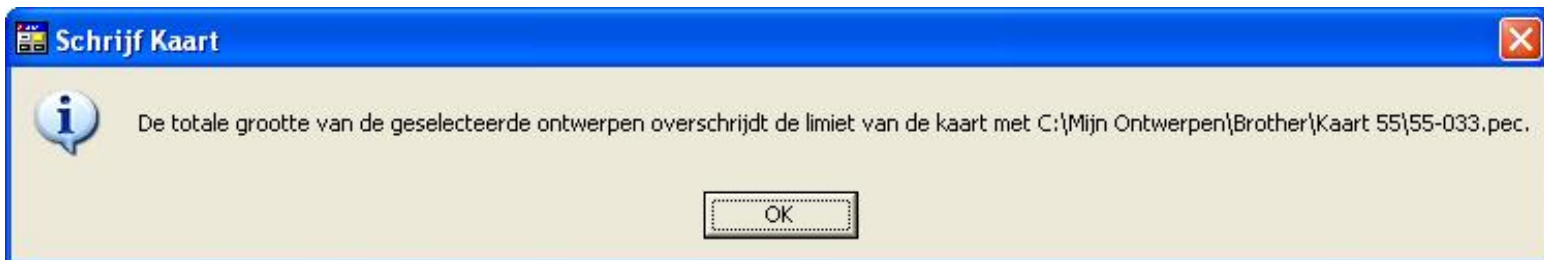 Schrijf Kaart
De totale grootte van de geselecteerde ontwerpen overschrijdt de limiet van de kaart met C:\Mijn Ontwerpen\Brother\Kaart 55\55-033.pec.
OK